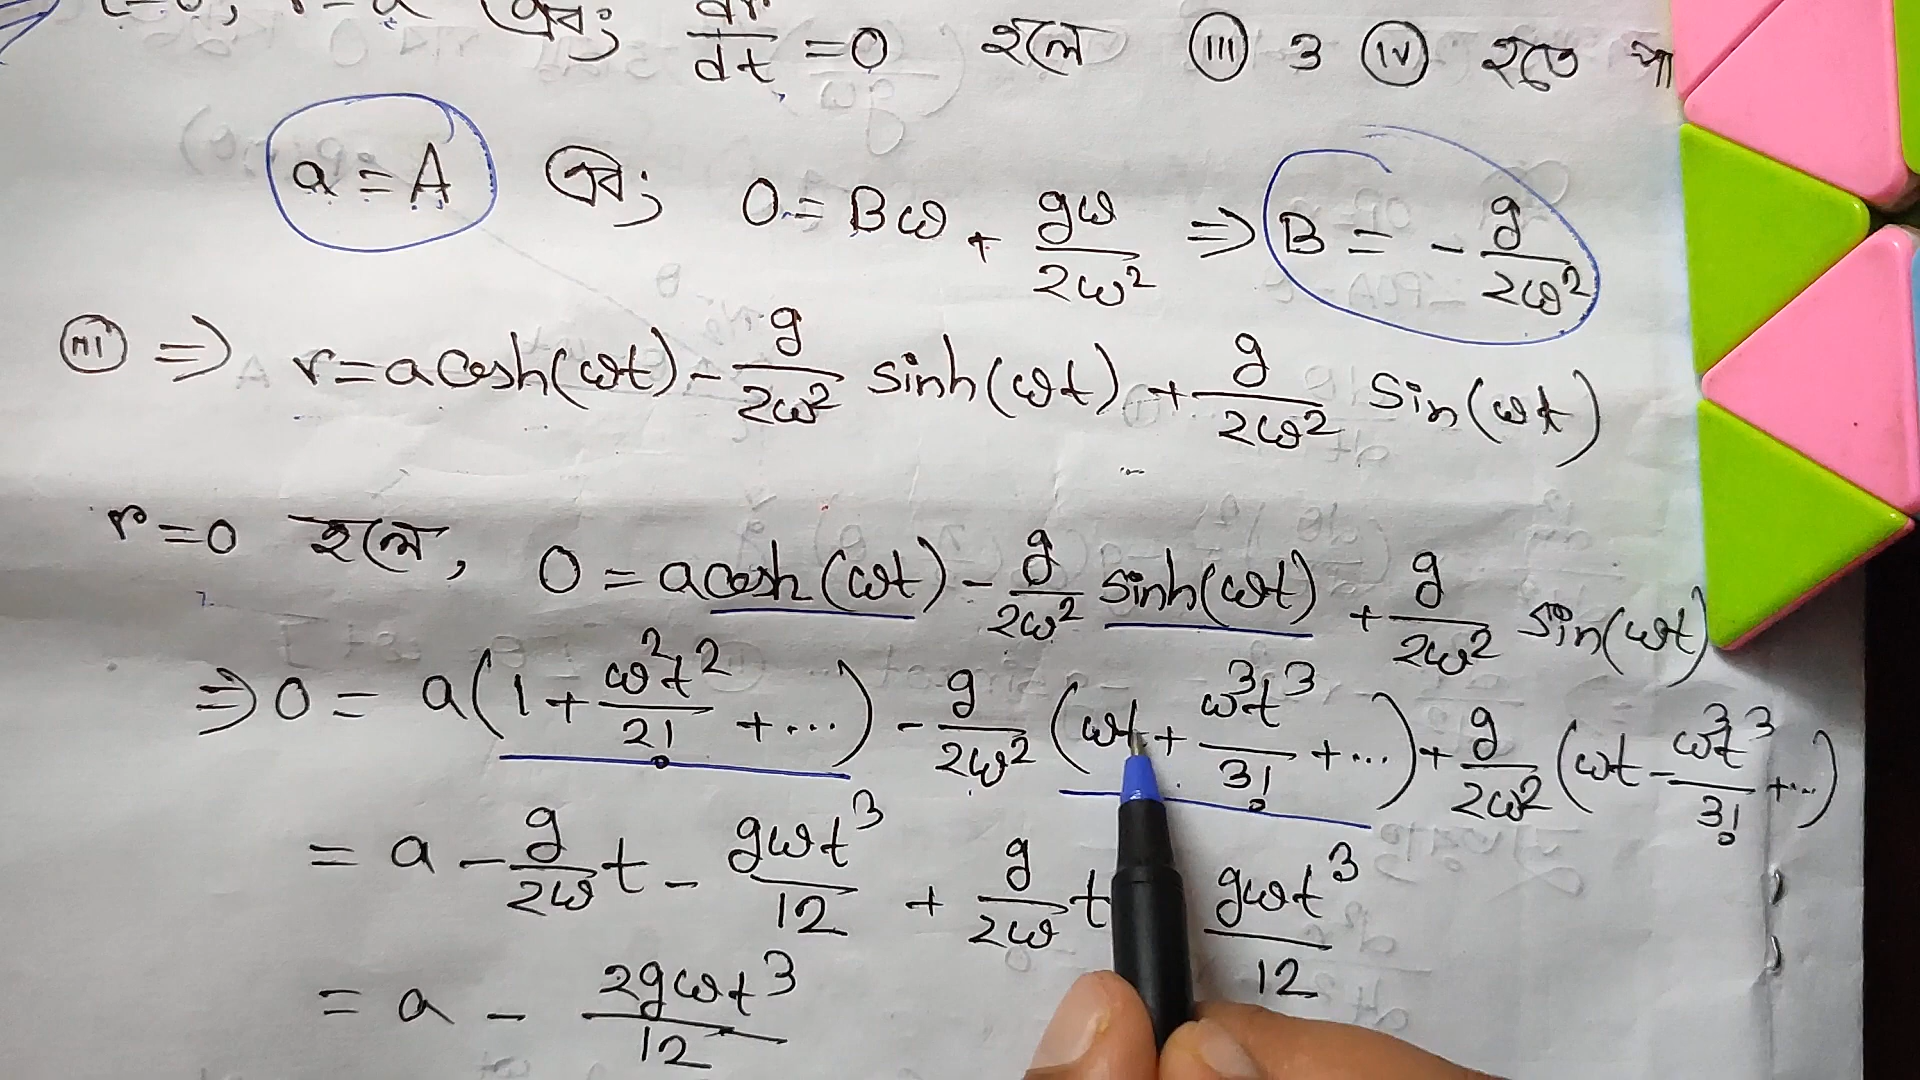 dr/dt = 0 হলে (III) ও (IV) হতে পা
a = A এবং 0 = Bω + gω/2ω² ⇒ B = - g/2ω²
(III) ⇒ r = a cosh(ωt) - g/2ω² sinh(ωt) + g/2ω² Sin(ωt)
r = 0 হলে, 0 = a cosh(ωt) - g/2ω² sinh(ωt) + g/2ω² Sin(ωt)
⇒ 0 = a(1 + ω²t²/2! + ...) - g/2ω² (ωt + ω³t³/3! + ...) + g/2ω² (ωt - ω³t³/3! + ...)
= a - g/2ω t - gωt³/12 + g/2ω t gωt³/12
= a - 2gωt³/12